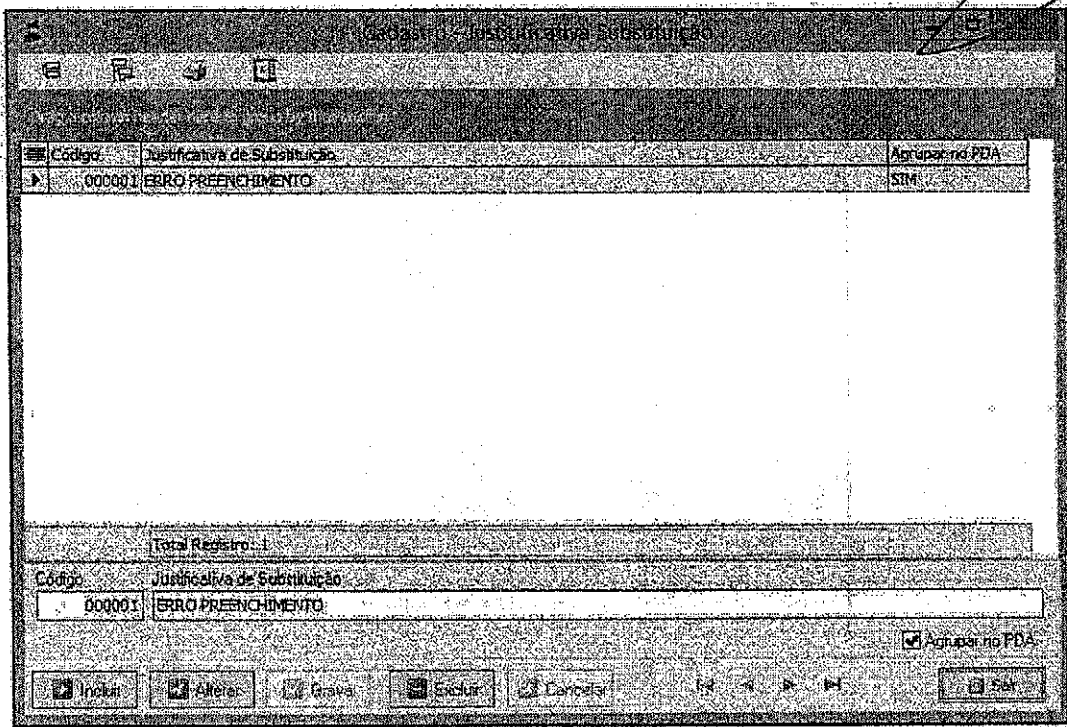 Cadastro - Justificativa Substituição
Código Justificativa de Substituição Agrupar no PDA
000001 ERRO PREENCHIMENTO SIM
Total Registro: 1
Código Justificativa de Substituição
000001 ERRO PREENCHIMENTO
Agrupar no PDA
Incluir Alterar Gravar Excluir Cancelar Sair